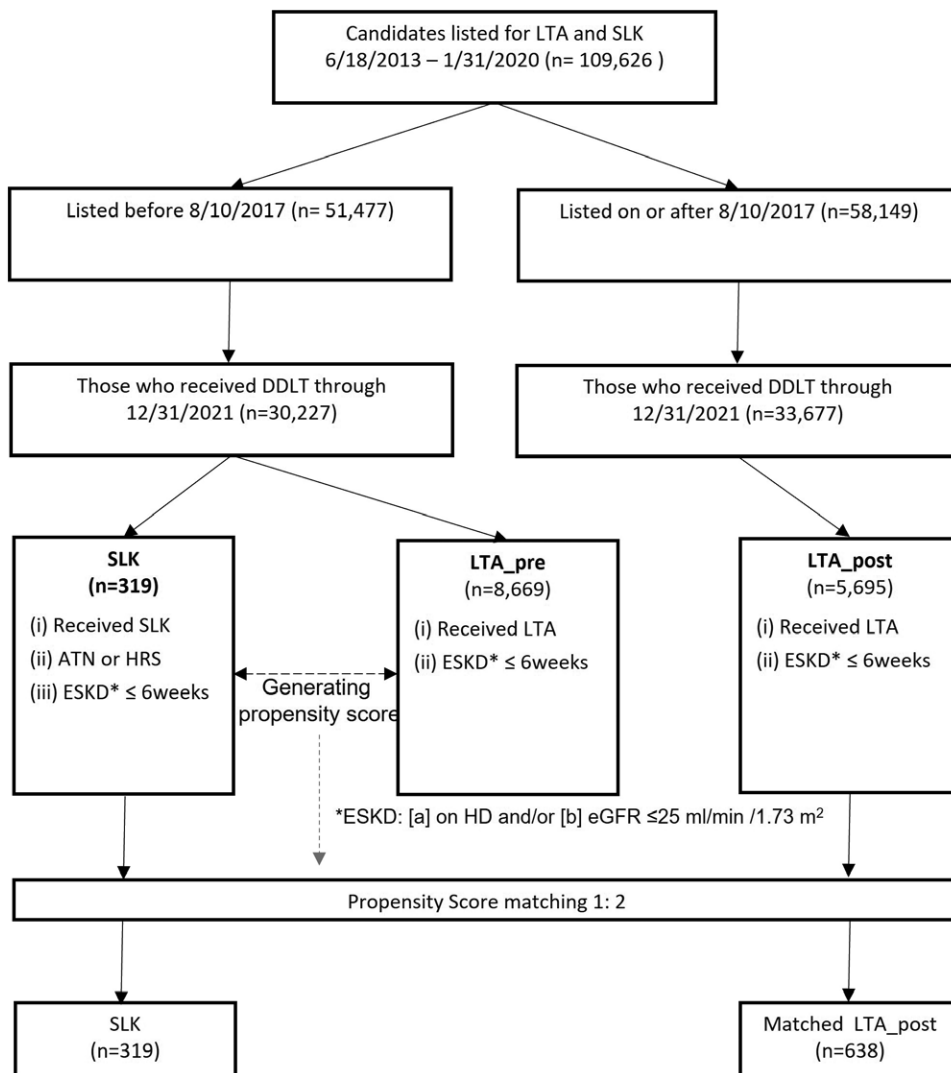 Candidates listed for LTA and SLK
6/18/2013 – 1/31/2020 (n= 109,626 )
Listed before 8/10/2017 (n= 51,477)
Listed on or after 8/10/2017 (n=58,149)
Those who received DDLT through
12/31/2021 (n=30,227)
Those who received DDLT through
12/31/2021 (n=33,677)
SLK
(n=319)
(i) Received SLK
(ii) ATN or HRS
(iii) ESKD* ≤ 6weeks
Generating
propensity score
LTA_pre
(n=8,669)
(i) Received LTA
(ii) ESKD* ≤ 6weeks
LTA_post
(n=5,695)
(i) Received LTA
(ii) ESKD* ≤ 6weeks
*ESKD: [a] on HD and/or [b] eGFR ≤25 ml/min /1.73 m²
Propensity Score matching 1: 2
SLK
(n=319)
Matched LTA_post
(n=638)